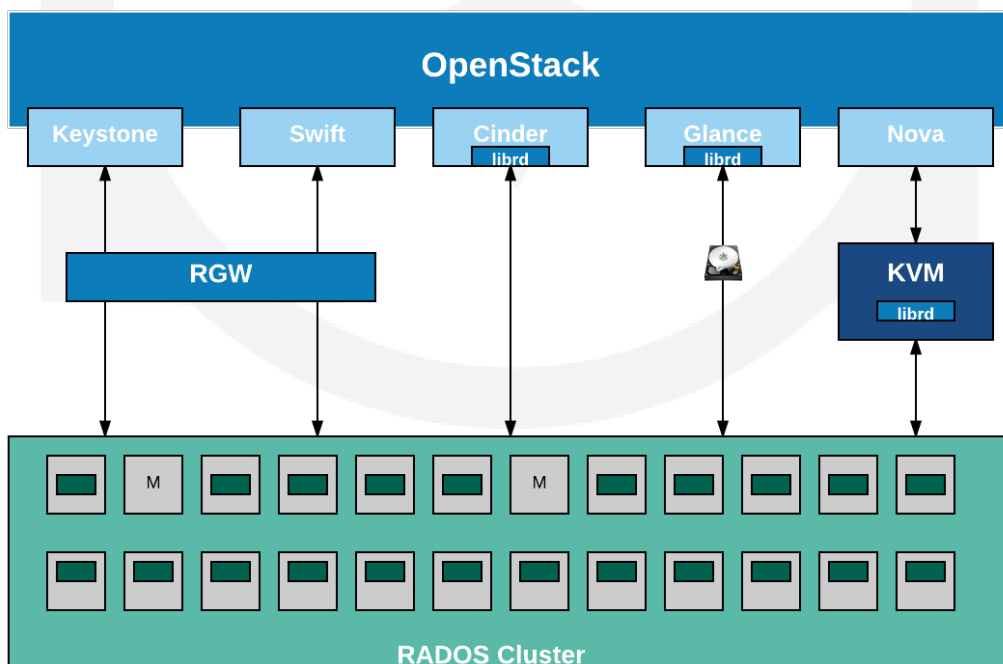 OpenStack
Keystone
Swift
Cinder
Glance
Nova
librd
librd
RGW
KVM
librd
M
M
RADOS Cluster